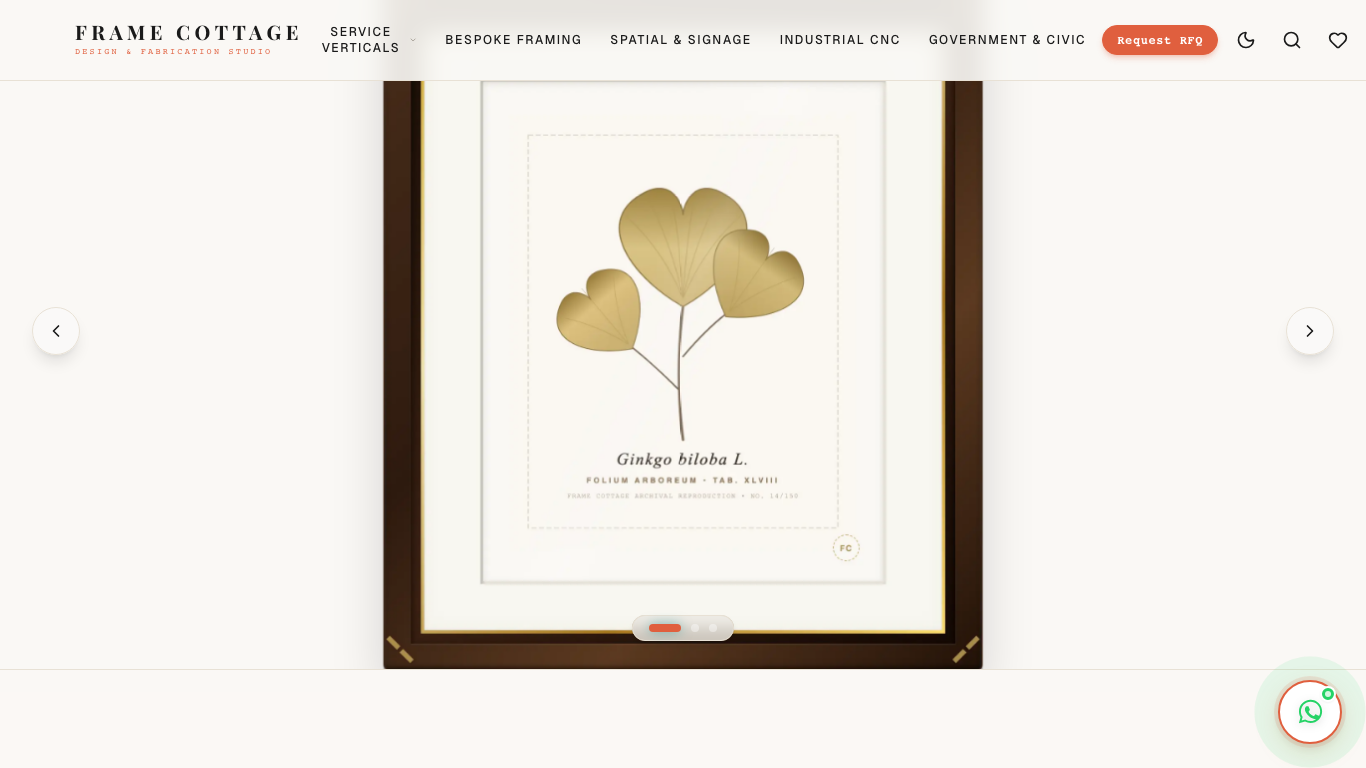 FRAME COTTAGE
DESIGN & FABRICATION STUDIO
SERVICE
VERTICALS
BESPOKE FRAMING
SPATIAL & SIGNAGE
INDUSTRIAL CNC
GOVERNMENT & CIVIC
Request RFQ
Ginkgo biloba L.
FOLIUM ARBOREUM · TAB. XLVIII
FRAME COTTAGE ARCHIVAL REPRODUCTION • NO. 14/150
FC